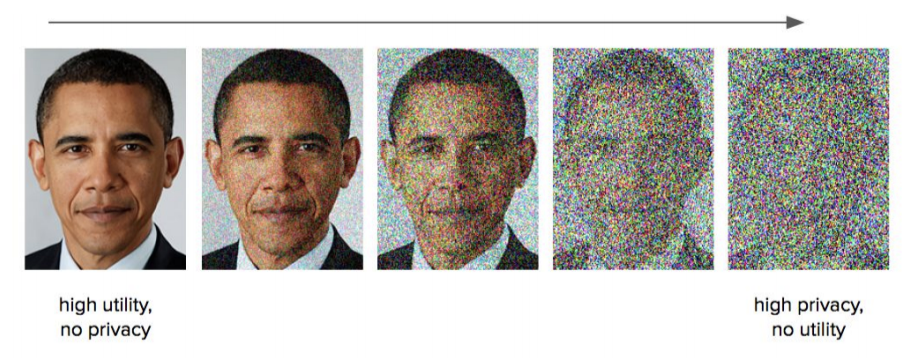 high utility,
no privacy
high privacy,
no utility